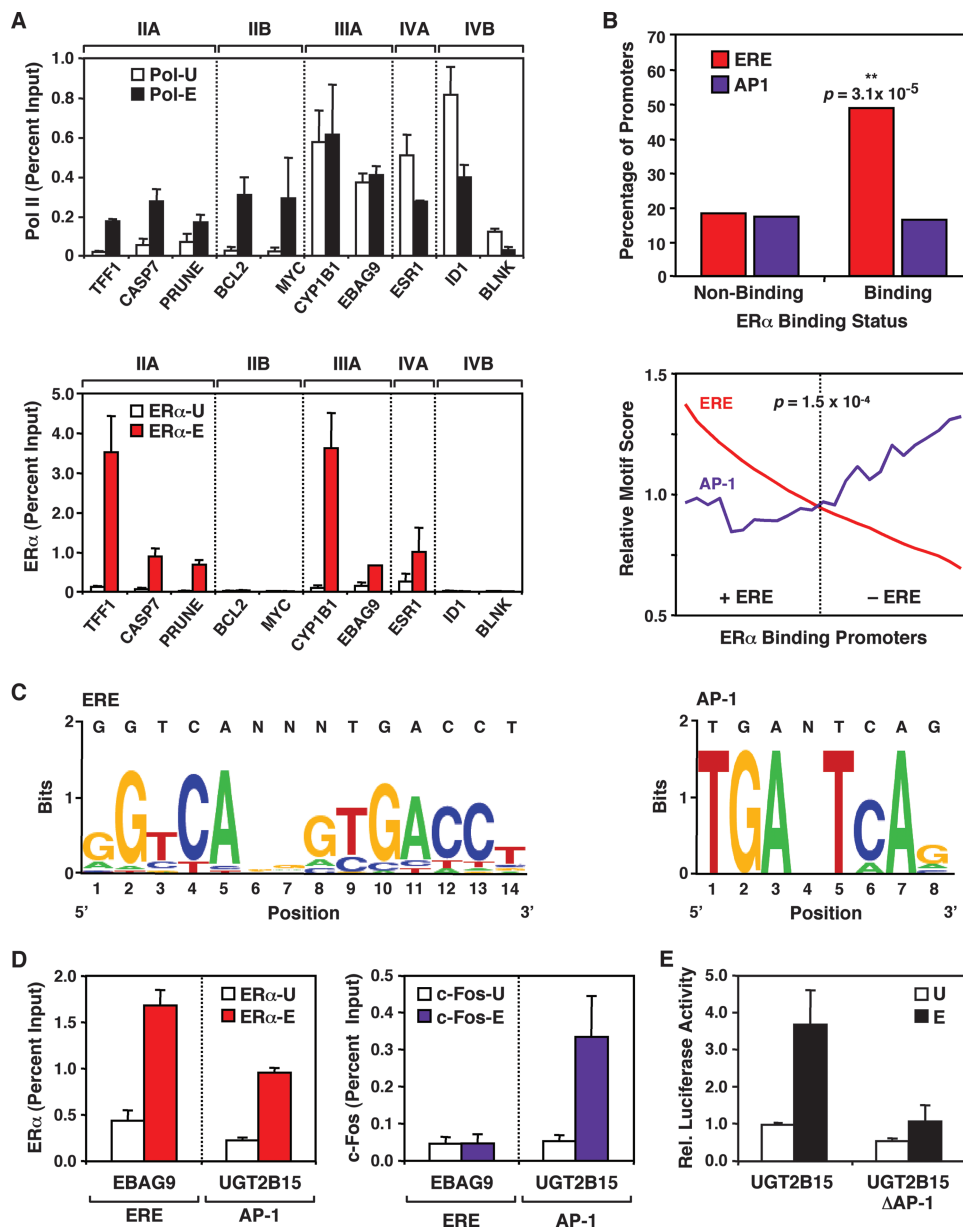 A
IIA IIB IIIA IVA IVB
Pol II (Percent Input)
1.0
0.8
0.6
0.4
0.2
0
Pol-U
Pol-E
TFF1 CASP7 PRUNE BCL2 MYC CYP1B1 EBAG9 ESR1 ID1 BLNK
IIA IIB IIIA IVA IVB
ERα (Percent Input)
5.0
4.0
3.0
2.0
1.0
0
ERα-U
ERα-E
TFF1 CASP7 PRUNE BCL2 MYC CYP1B1 EBAG9 ESR1 ID1 BLNK
B
Percentage of Promoters
70
60
50
40
30
20
10
0
ERE
AP1
**
p = 3.1x 10⁻⁵
Non-Binding Binding
ERα Binding Status
Relative Motif Score
1.5
1.0
0.5
ERE
p = 1.5 x 10⁻⁴
AP-1
+ ERE − ERE
ERα Binding Promoters
C
ERE
G G T C A N N N T G A C C T
Bits
2
1
0
1 2 3 4 5 6 7 8 9 10 11 12 13 14
5’ Position 3’
AP-1
T G A N T C A G
Bits
2
1
0
1 2 3 4 5 6 7 8
5’ Position 3’
D
ERα (Percent Input)
2.0
1.5
1.0
0.5
0.0
ERα-U
ERα-E
EBAG9 UGT2B15
ERE AP-1
c-Fos (Percent Input)
0.5
0.4
0.3
0.2
0.1
0.0
c-Fos-U
c-Fos-E
EBAG9 UGT2B15
ERE AP-1
E
Rel. Luciferase Activity
5.0
4.0
3.0
2.0
1.0
0.0
U
E
UGT2B15 UGT2B15
ΔAP-1